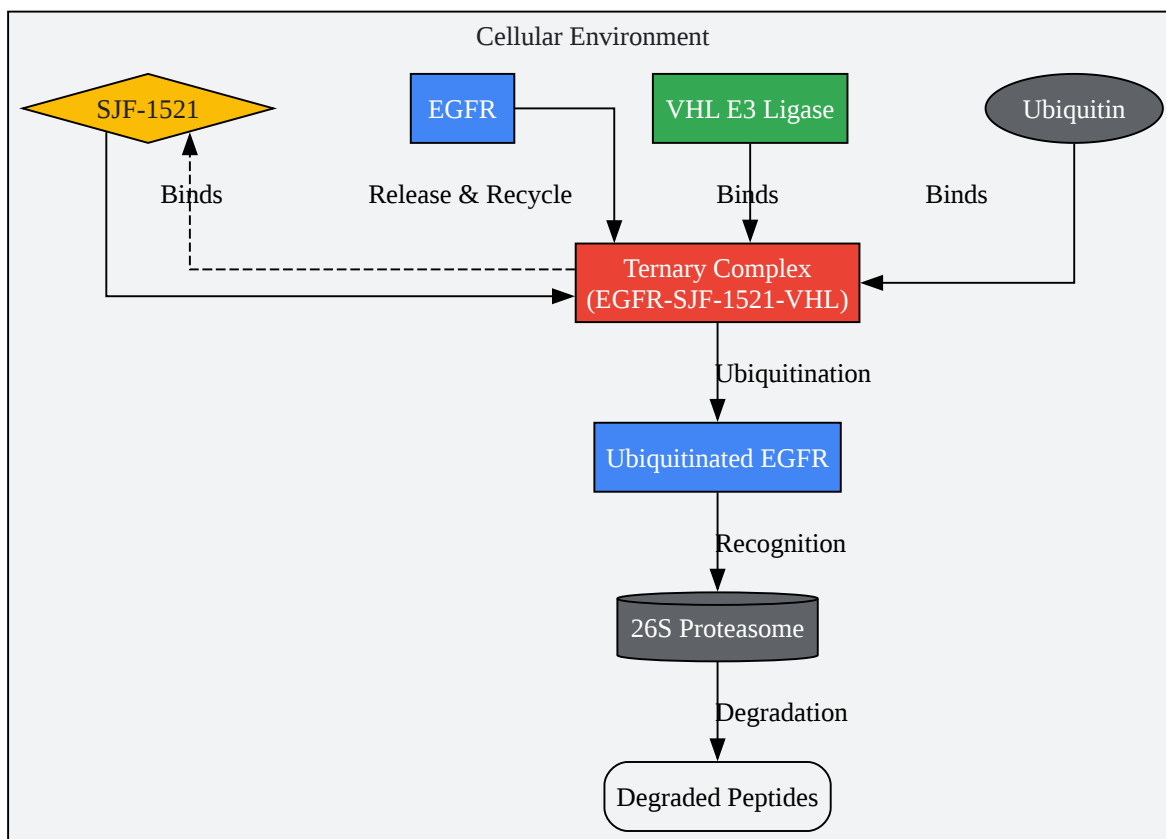 Cellular Environment
SJF-1521
EGFR
VHL E3 Ligase
Ubiquitin
Binds
Release & Recycle
Binds
Binds
Ternary Complex
(EGFR-SJF-1521-VHL)
Ubiquitination
Ubiquitinated EGFR
Recognition
26S Proteasome
Degradation
Degraded Peptides